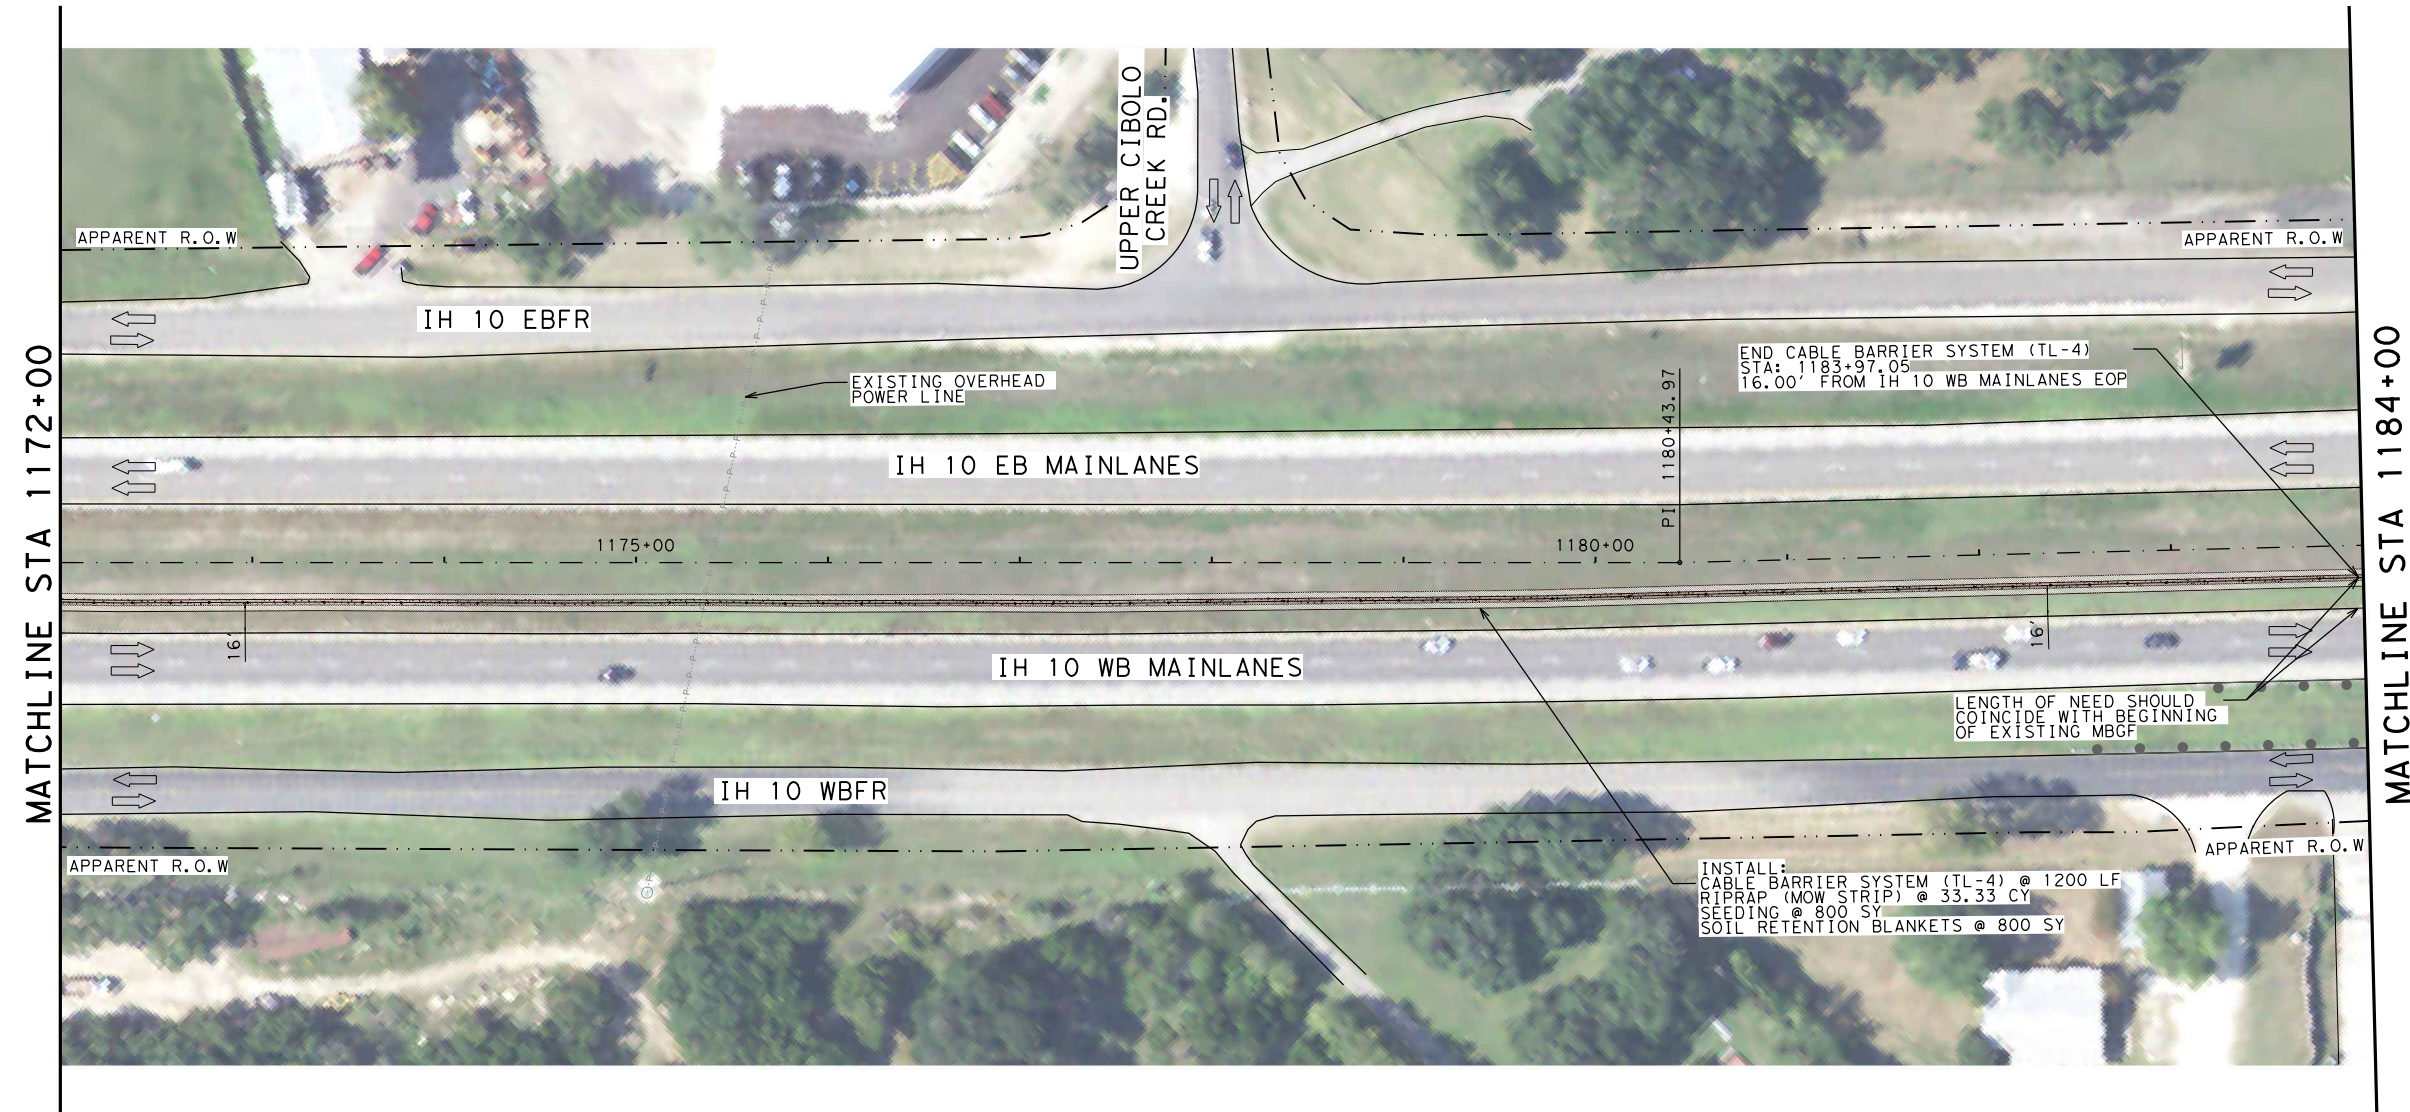 UPPER CIBOLO
CREEK RD.
APPARENT R.O.W
APPARENT R.O.W
IH 10 EBFR
END CABLE BARRIER SYSTEM (TL-4)
STA: 1183+97.05
16.00' FROM IH 10 WB MAINLANES EOP
EXISTING OVERHEAD
POWER LINE
PI 1180+43.97
MATCHLINE STA 1172+00
MATCHLINE STA 1184+00
IH 10 EB MAINLANES
1175+00
1180+00
16'
16'
IH 10 WB MAINLANES
LENGTH OF NEED SHOULD
COINCIDE WITH BEGINNING
OF EXISTING MBGF
IH 10 WBFR
APPARENT R.O.W
APPARENT R.O.W
INSTALL:
CABLE BARRIER SYSTEM (TL-4) @ 1200 LF
RIPRAP (MOW STRIP) @ 33.33 CY
SEEDING @ 800 SY
SOIL RETENTION BLANKETS @ 800 SY